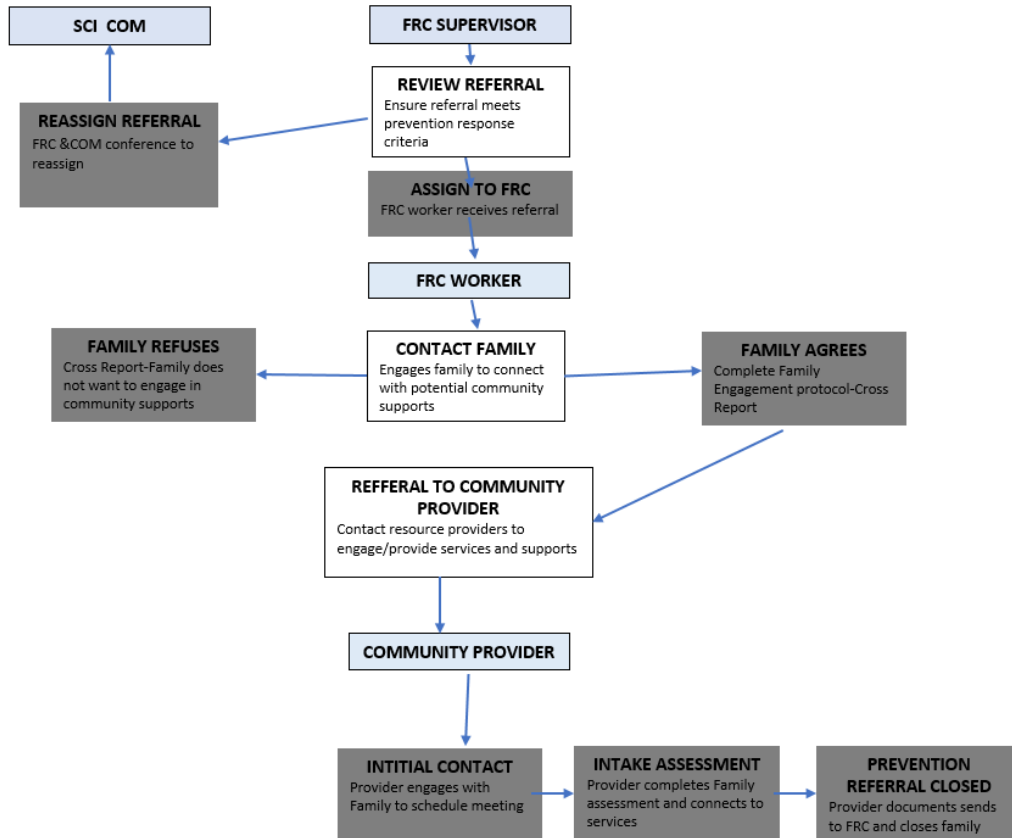 SCI COM
FRC SUPERVISOR
REVIEW REFERRAL
Ensure referral meets
prevention response
criteria
REASSIGN REFERRAL
FRC &COM conference to
reassign
ASSIGN TO FRC
FRC worker receives referral
FRC WORKER
FAMILY REFUSES
Cross Report-Family does
not want to engage in
community supports
CONTACT FAMILY
Engages family to connect
with potential community
supports
FAMILY AGREES
Complete Family
Engagement protocol-Cross
Report
REFFERAL TO COMMUNITY
PROVIDER
Contact resource providers to
engage/provide services and supports
COMMUNITY PROVIDER
INTITIAL CONTACT
Provider engages with
Family to schedule meeting
INTAKE ASSESSMENT
Provider completes Family
assessment and connects to
services
PREVENTION
REFERRAL CLOSED
Provider documents sends
to FRC and closes family